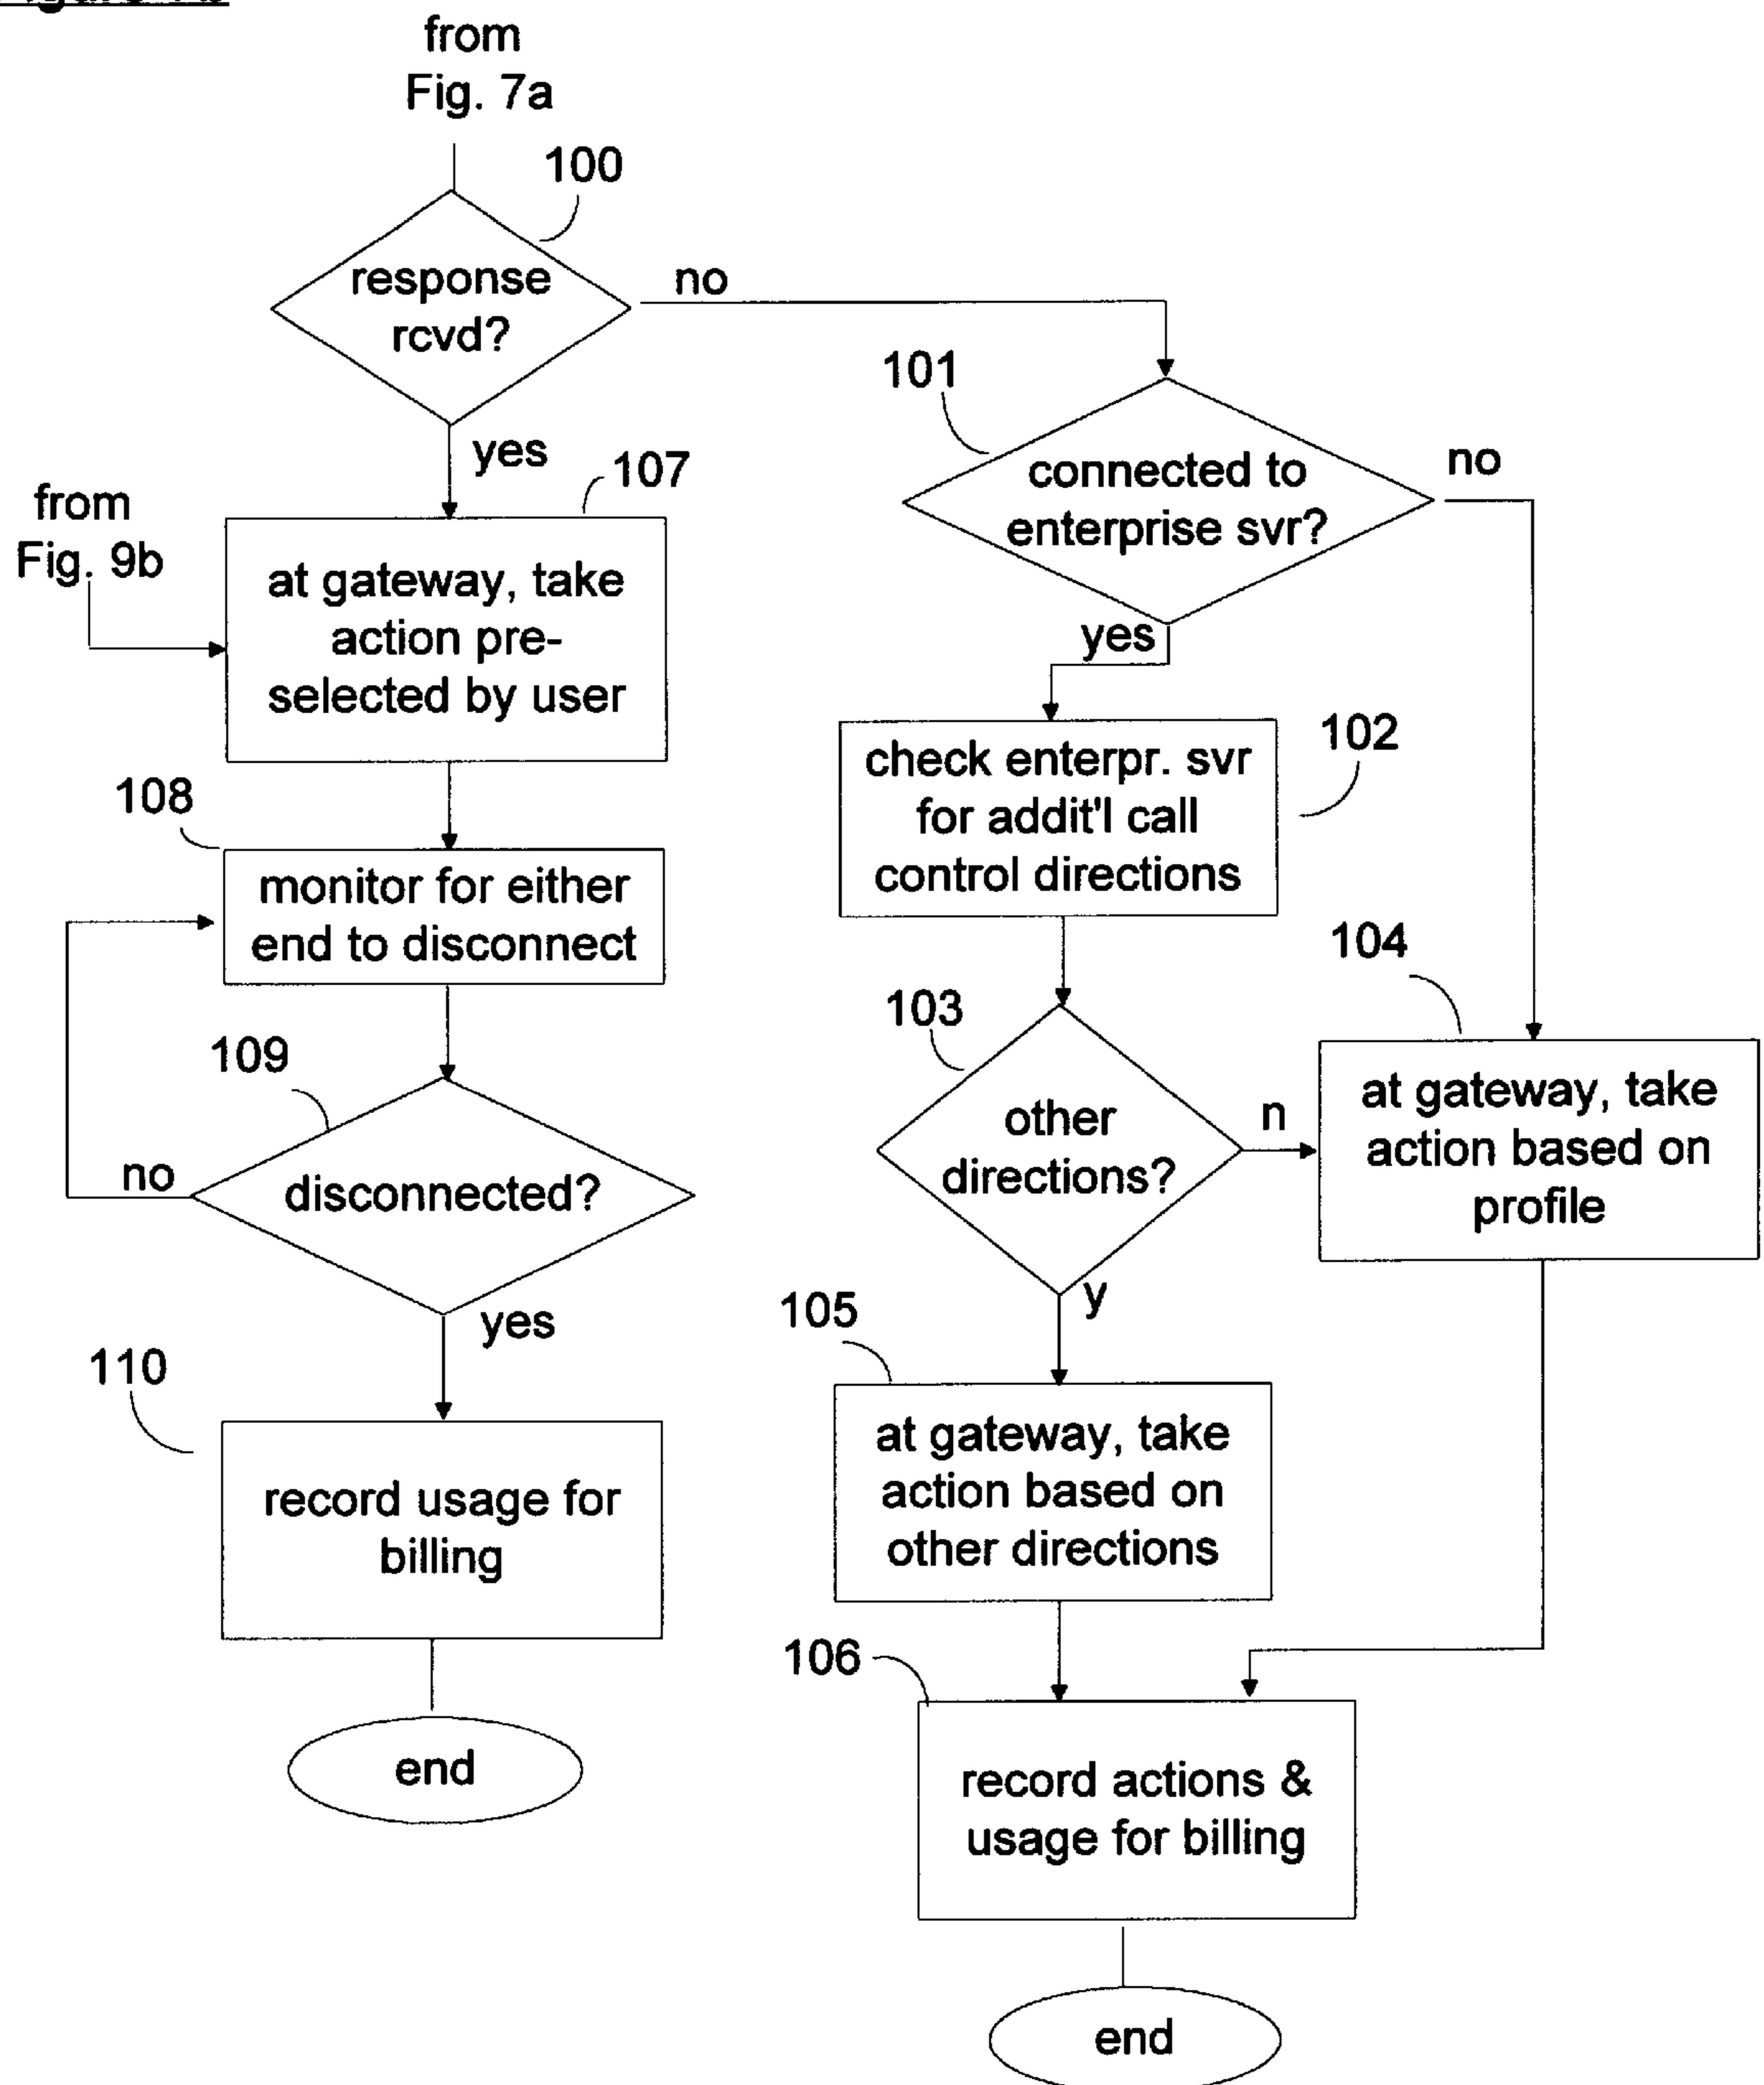 from
Fig. 7a
100
response
rcvd?
no
101
connected to
enterprise svr?
no
yes
107
from
Fig. 9b
at gateway, take
action pre-
selected by user
yes
102
check enterpr. svr
for addit'l call
control directions
108
monitor for either
end to disconnect
104
103
109
other
directions?
n
at gateway, take
action based on
profile
no
disconnected?
y
yes
105
110
at gateway, take
action based on
other directions
record usage for
billing
106
end
record actions &
usage for billing
end